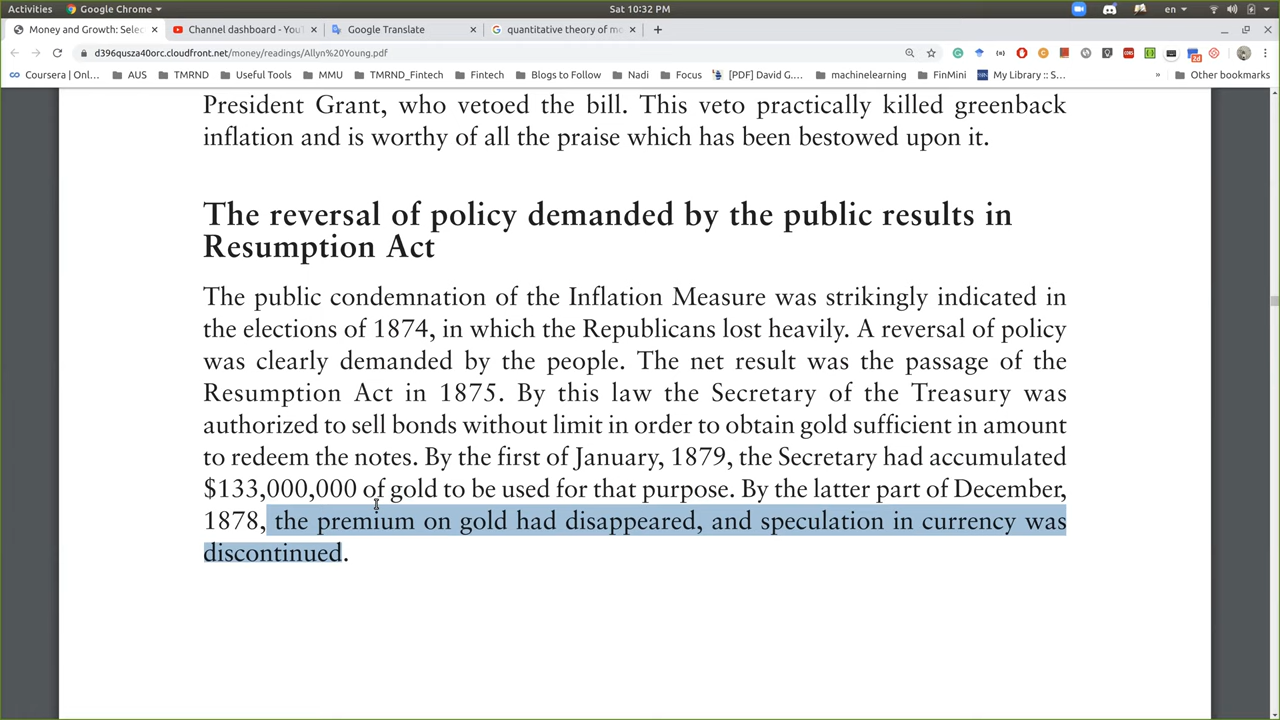 Activities
Google Chrome
Sat 10:32 PM
en
Money and Growth: Selec
Channel dashboard - You
Google Translate
quantitative theory of mo
d396qusza40orc.cloudfront.net/money/readings/Allyn%20Young.pdf
Coursera | Onl...
AUS
TMRND
Useful Tools
MMU
TMRND_Fintech
Fintech
Blogs to Follow
Nadi
Focus
[PDF] David G....
machinelearning
FinMini
My Library :: S...
»
Other bookmarks
President Grant, who vetoed the bill. This veto practically killed greenback
inflation and is worthy of all the praise which has been bestowed upon it.
The reversal of policy demanded by the public results in
Resumption Act
The public condemnation of the Inflation Measure was strikingly indicated in
the elections of 1874, in which the Republicans lost heavily. A reversal of policy
was clearly demanded by the people. The net result was the passage of the
Resumption Act in 1875. By this law the Secretary of the Treasury was
authorized to sell bonds without limit in order to obtain gold sufficient in amount
to redeem the notes. By the first of January, 1879, the Secretary had accumulated
$133,000,000 of gold to be used for that purpose. By the latter part of December,
1878, the premium on gold had disappeared, and speculation in currency was
discontinued.